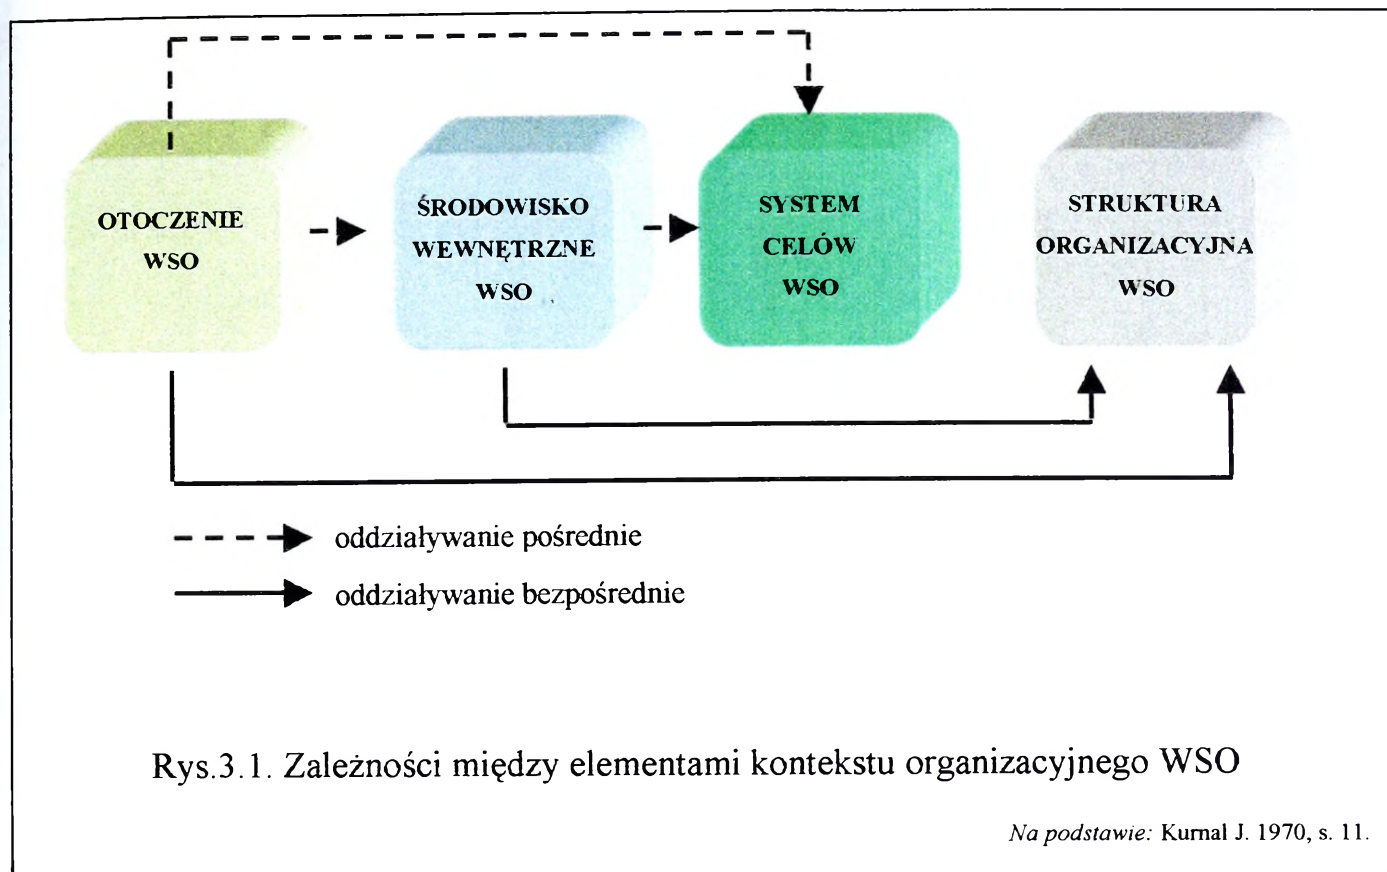 OTOCZENIE
WSO
ŚRODOWISKO
WEWNĘTRZNE
WSO
SYSTEM
CELÓW
WSO
STRUKTURA
ORGANIZACYJNA
WSO
oddziaływanie pośrednie
oddziaływanie bezpośrednie
Rys.3.1. Zależności między elementami kontekstu organizacyjnego WSO
Na podstawie: Kurnal J. 1970, s. 11.